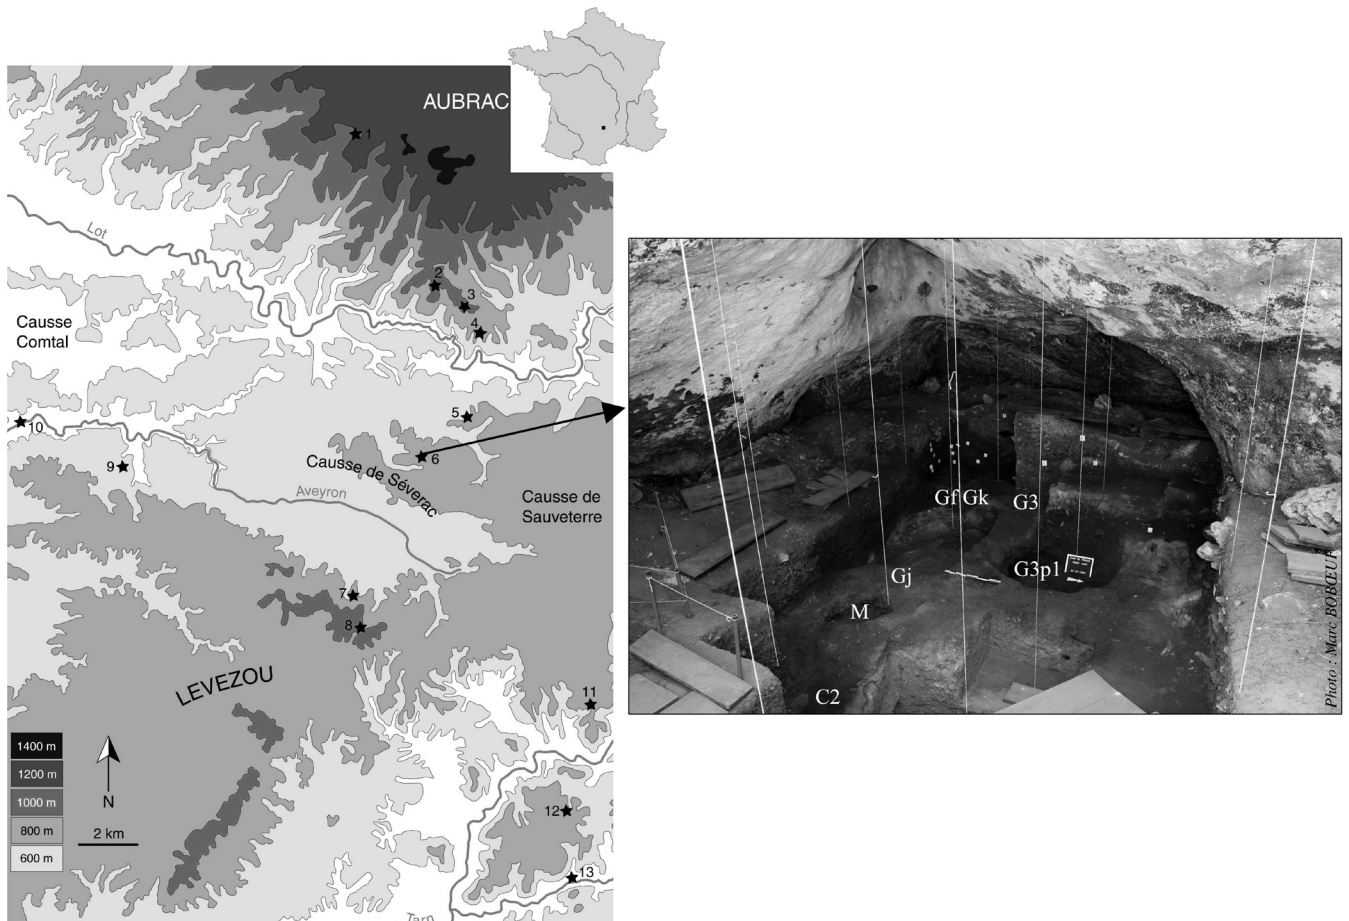 AUBRAC
1
Lot
2
3
4
Causse
Comtal
5
10
6
9
Causse de Séverac
Aveyron
Causse de
Sauveterre
7
8
LEVEZOU
11
1400 m
1200 m
1000 m
800 m
600 m
N
2 km
12
13
Tarn
Gf Gk
G3
G3p1
Gj
M
C2
Photo : Marc BOBŒUF